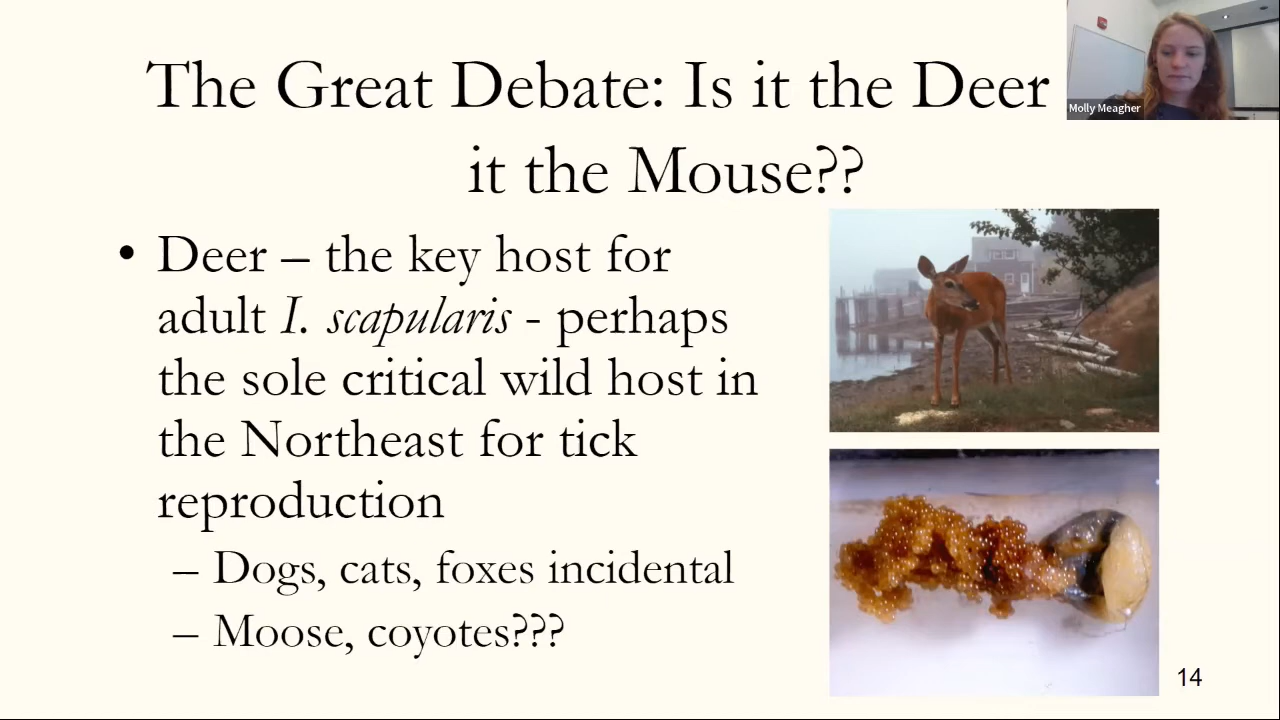 The Great Debate: Is it the Deer
it the Mouse??
Molly Meagher
• Deer – the key host for
adult I. scapularis - perhaps
the sole critical wild host in
the Northeast for tick
reproduction
– Dogs, cats, foxes incidental
– Moose, coyotes???
14